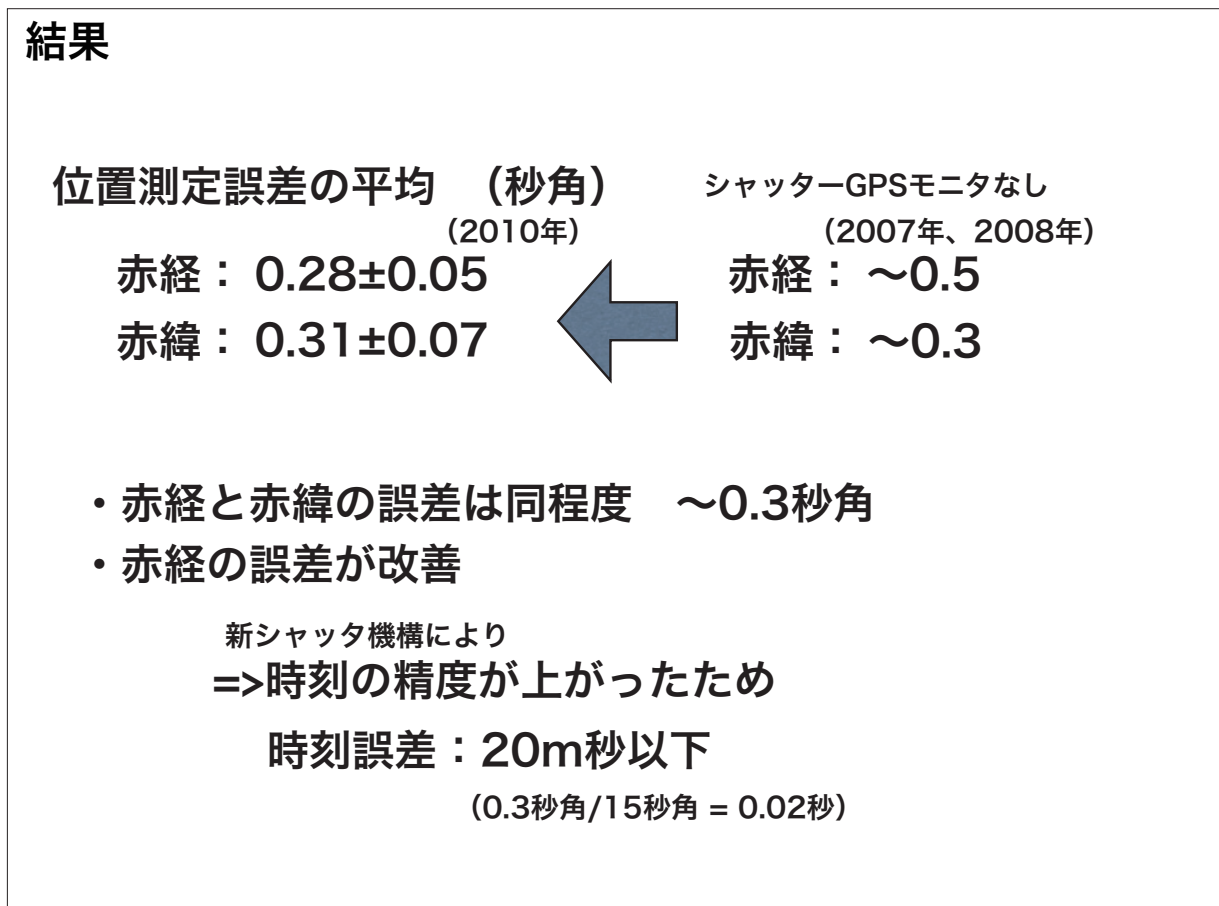 結果
位置測定誤差の平均　（秒角）
（2010年）
赤経： 0.28±0.05
赤緯： 0.31±0.07
シャッターGPSモニタなし
（2007年、2008年）
赤経： 〜0.5
赤緯： 〜0.3
・赤経と赤緯の誤差は同程度　〜0.3秒角
・赤経の誤差が改善
新シャッタ機構により
=>時刻の精度が上がったため
時刻誤差：20m秒以下
（0.3秒角/15秒角 = 0.02秒）